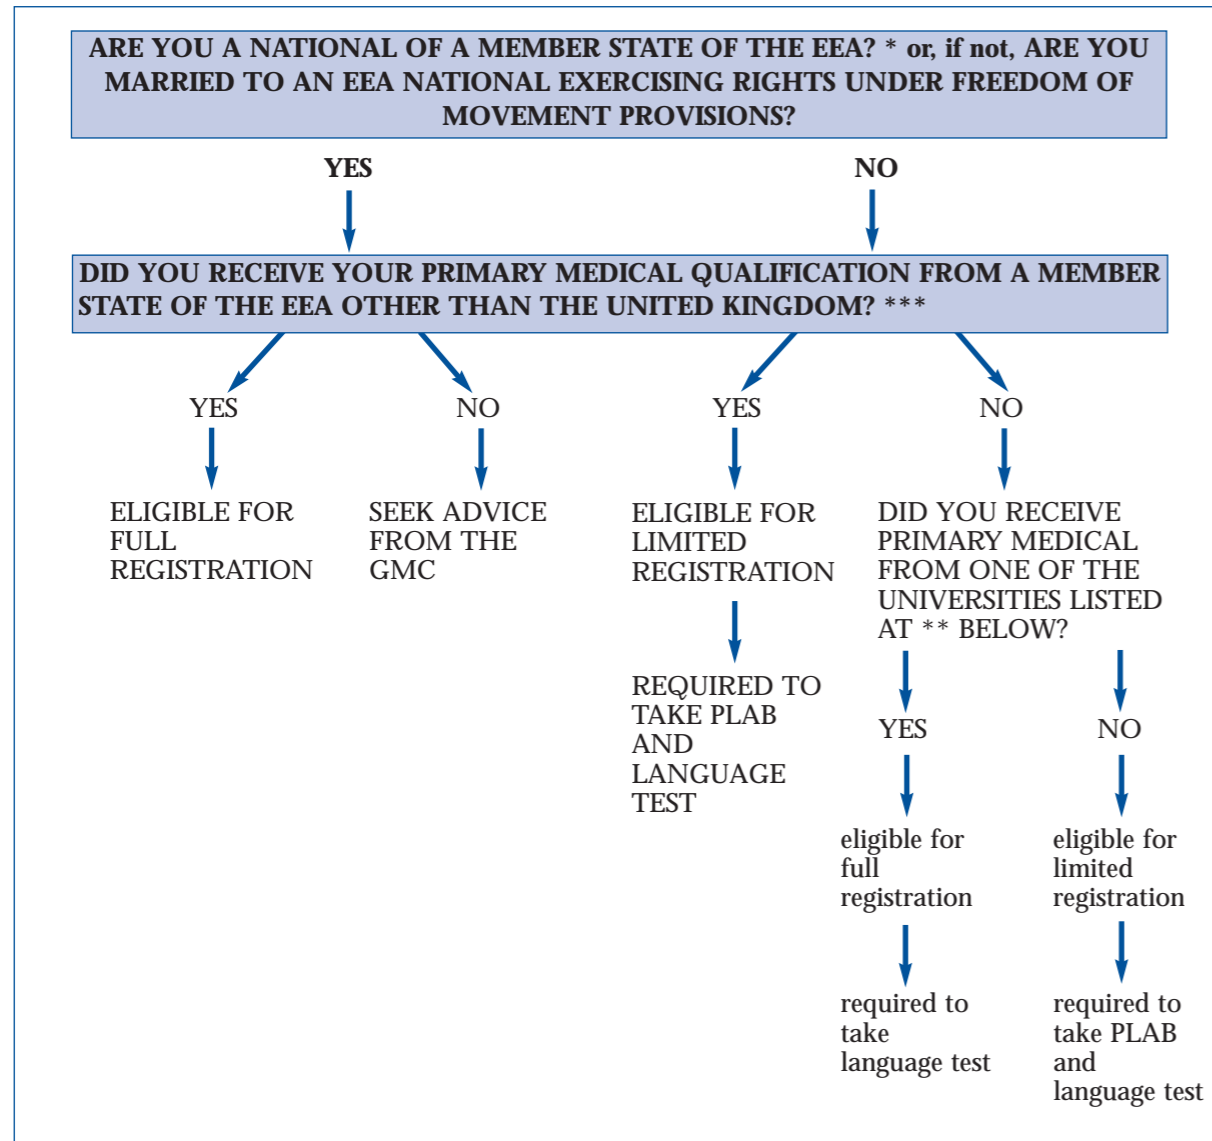 ARE YOU A NATIONAL OF A MEMBER STATE OF THE EEA? * or, if not, ARE YOU
MARRIED TO AN EEA NATIONAL EXERCISING RIGHTS UNDER FREEDOM OF
MOVEMENT PROVISIONS?
YES
NO
DID YOU RECEIVE YOUR PRIMARY MEDICAL QUALIFICATION FROM A MEMBER
STATE OF THE EEA OTHER THAN THE UNITED KINGDOM? ***
YES
NO
YES
NO
ELIGIBLE FOR
FULL
REGISTRATION
SEEK ADVICE
FROM THE
GMC
ELIGIBLE FOR
LIMITED
REGISTRATION
DID YOU RECEIVE
PRIMARY MEDICAL
FROM ONE OF THE
UNIVERSITIES LISTED
AT ** BELOW?
REQUIRED TO
TAKE PLAB
AND
LANGUAGE
TEST
YES
NO
eligible for
full
registration
eligible for
limited
registration
required to
take
language test
required to
take PLAB
and
language test